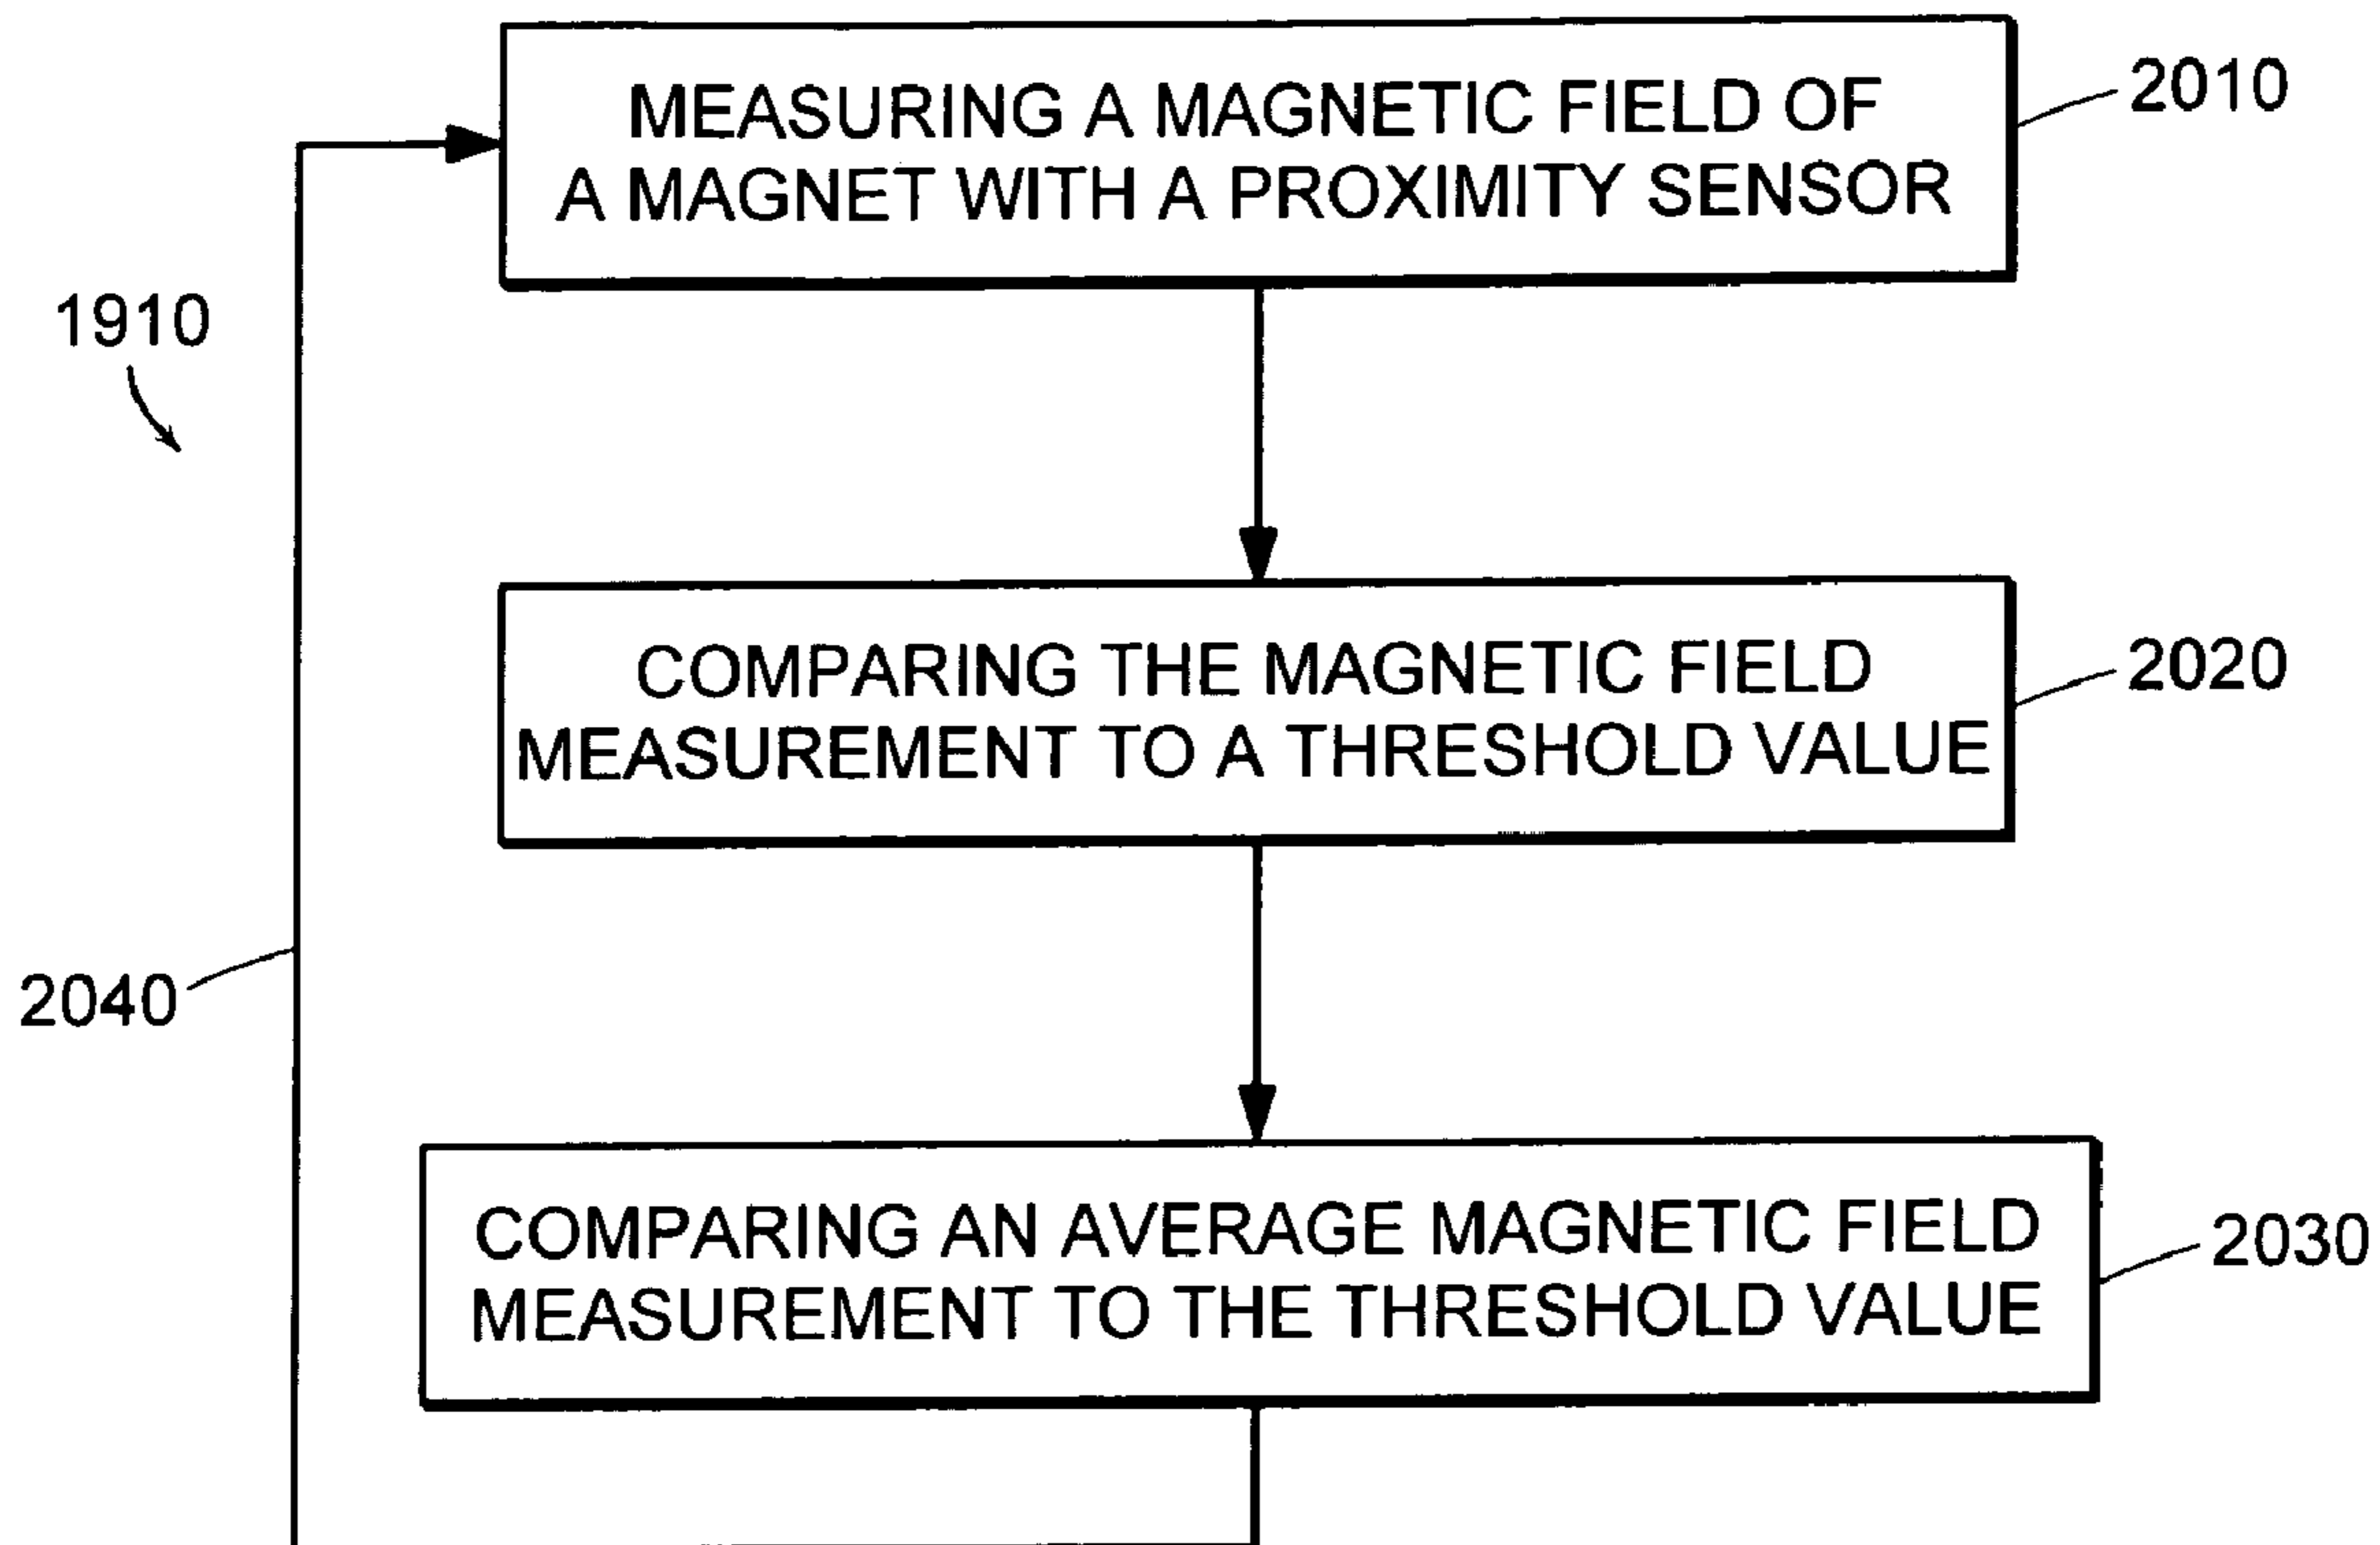 MEASURING A MAGNETIC FIELD OF
A MAGNET WITH A PROXIMITY SENSOR
2010
1910
COMPARING THE MAGNETIC FIELD
MEASUREMENT TO A THRESHOLD VALUE
2020
2040
COMPARING AN AVERAGE MAGNETIC FIELD
MEASUREMENT TO THE THRESHOLD VALUE
2030